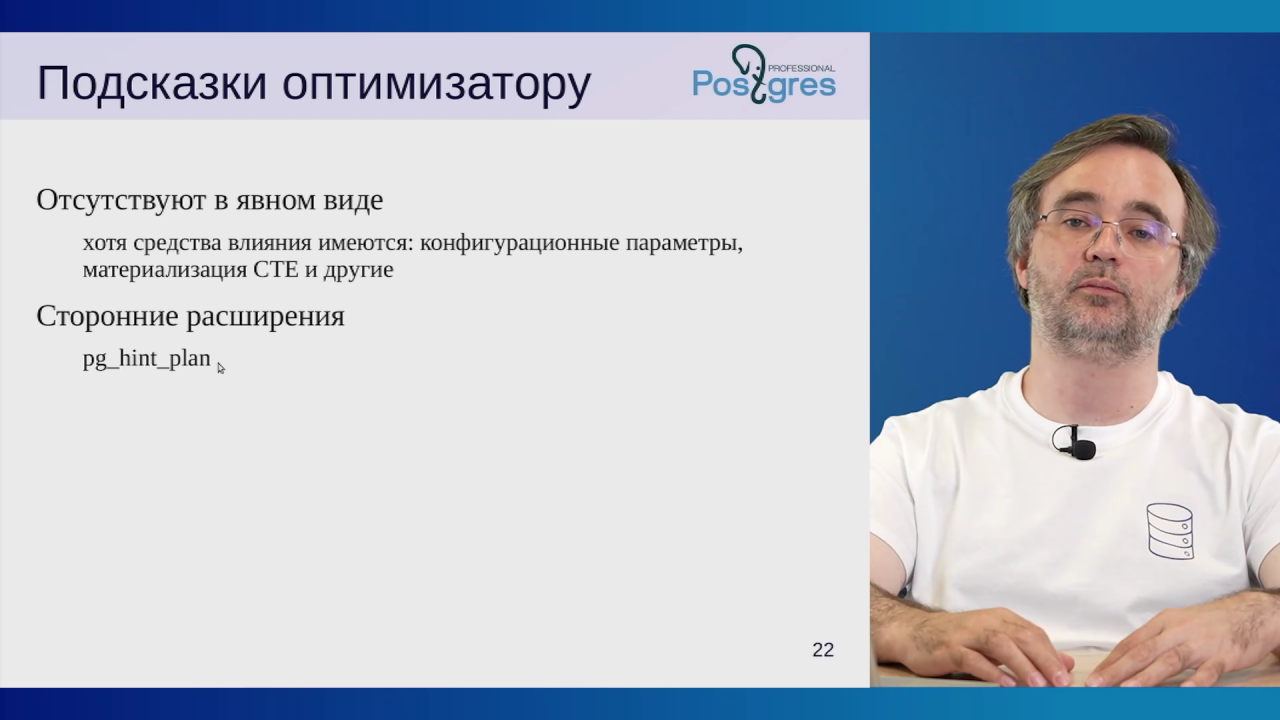 Подсказки оптимизатору
PROFESSIONAL
Postgres
Отсутствуют в явном виде
хотя средства влияния имеются: конфигурационные параметры,
материализация CTE и другие
Сторонние расширения
pg_hint_plan
22